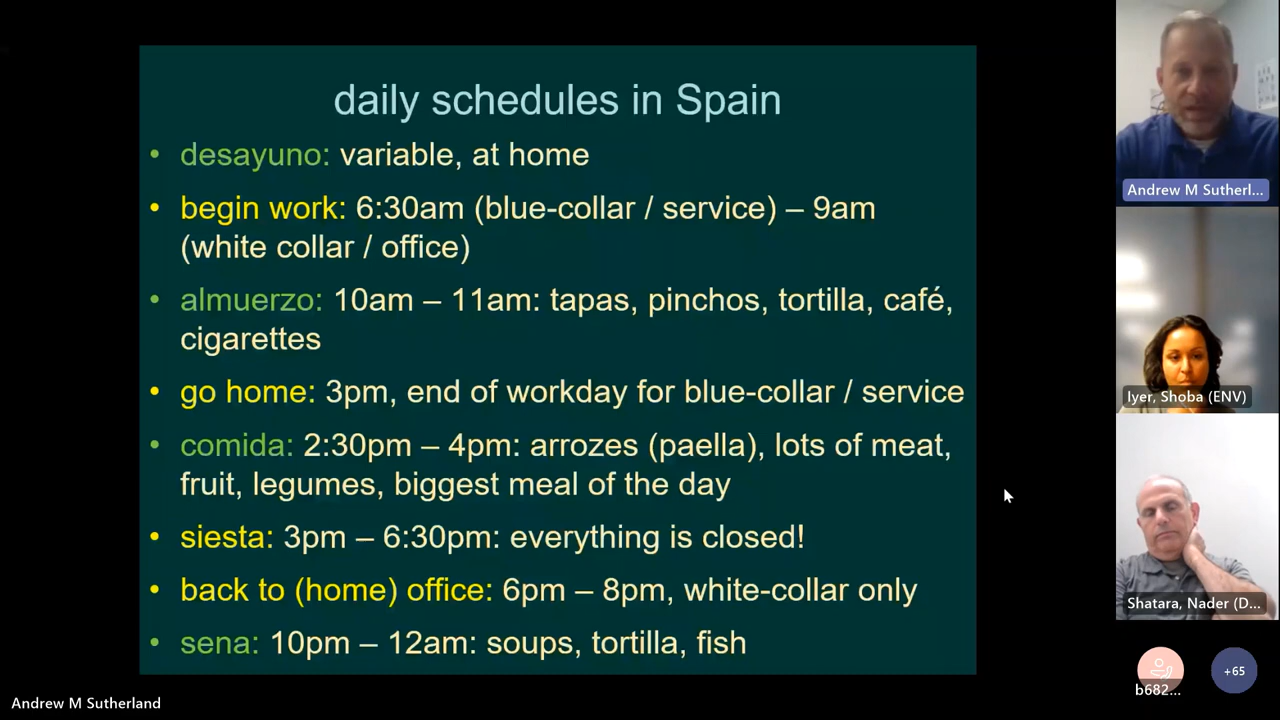 daily schedules in Spain
• desayuno: variable, at home
• begin work: 6:30am (blue-collar / service) – 9am
(white collar / office)
• almuerzo: 10am – 11am: tapas, pinchos, tortilla, café,
cigarettes
• go home: 3pm, end of workday for blue-collar / service
• comida: 2:30pm – 4pm: arrozes (paella), lots of meat,
fruit, legumes, biggest meal of the day
• siesta: 3pm – 6:30pm: everything is closed!
• back to (home) office: 6pm – 8pm, white-collar only
• sena: 10pm – 12am: soups, tortilla, fish
Andrew M Sutherl...
Iyer, Shoba (ENV)
Shatara, Nader (D...
b682...
+65
Andrew M Sutherland